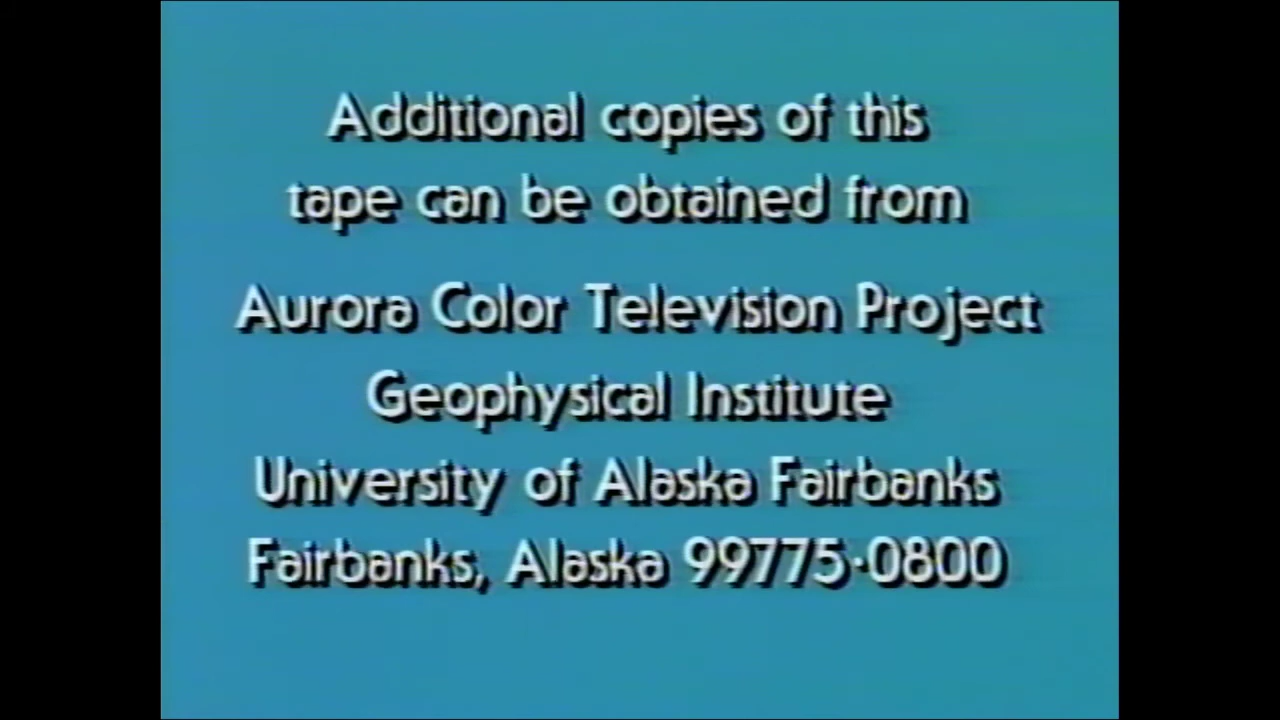 Additional copies of this
tape can be obtained from
Aurora Color Television Project
Geophysical Institute
University of Alaska Fairbanks
Fairbanks, Alaska 99775-0800